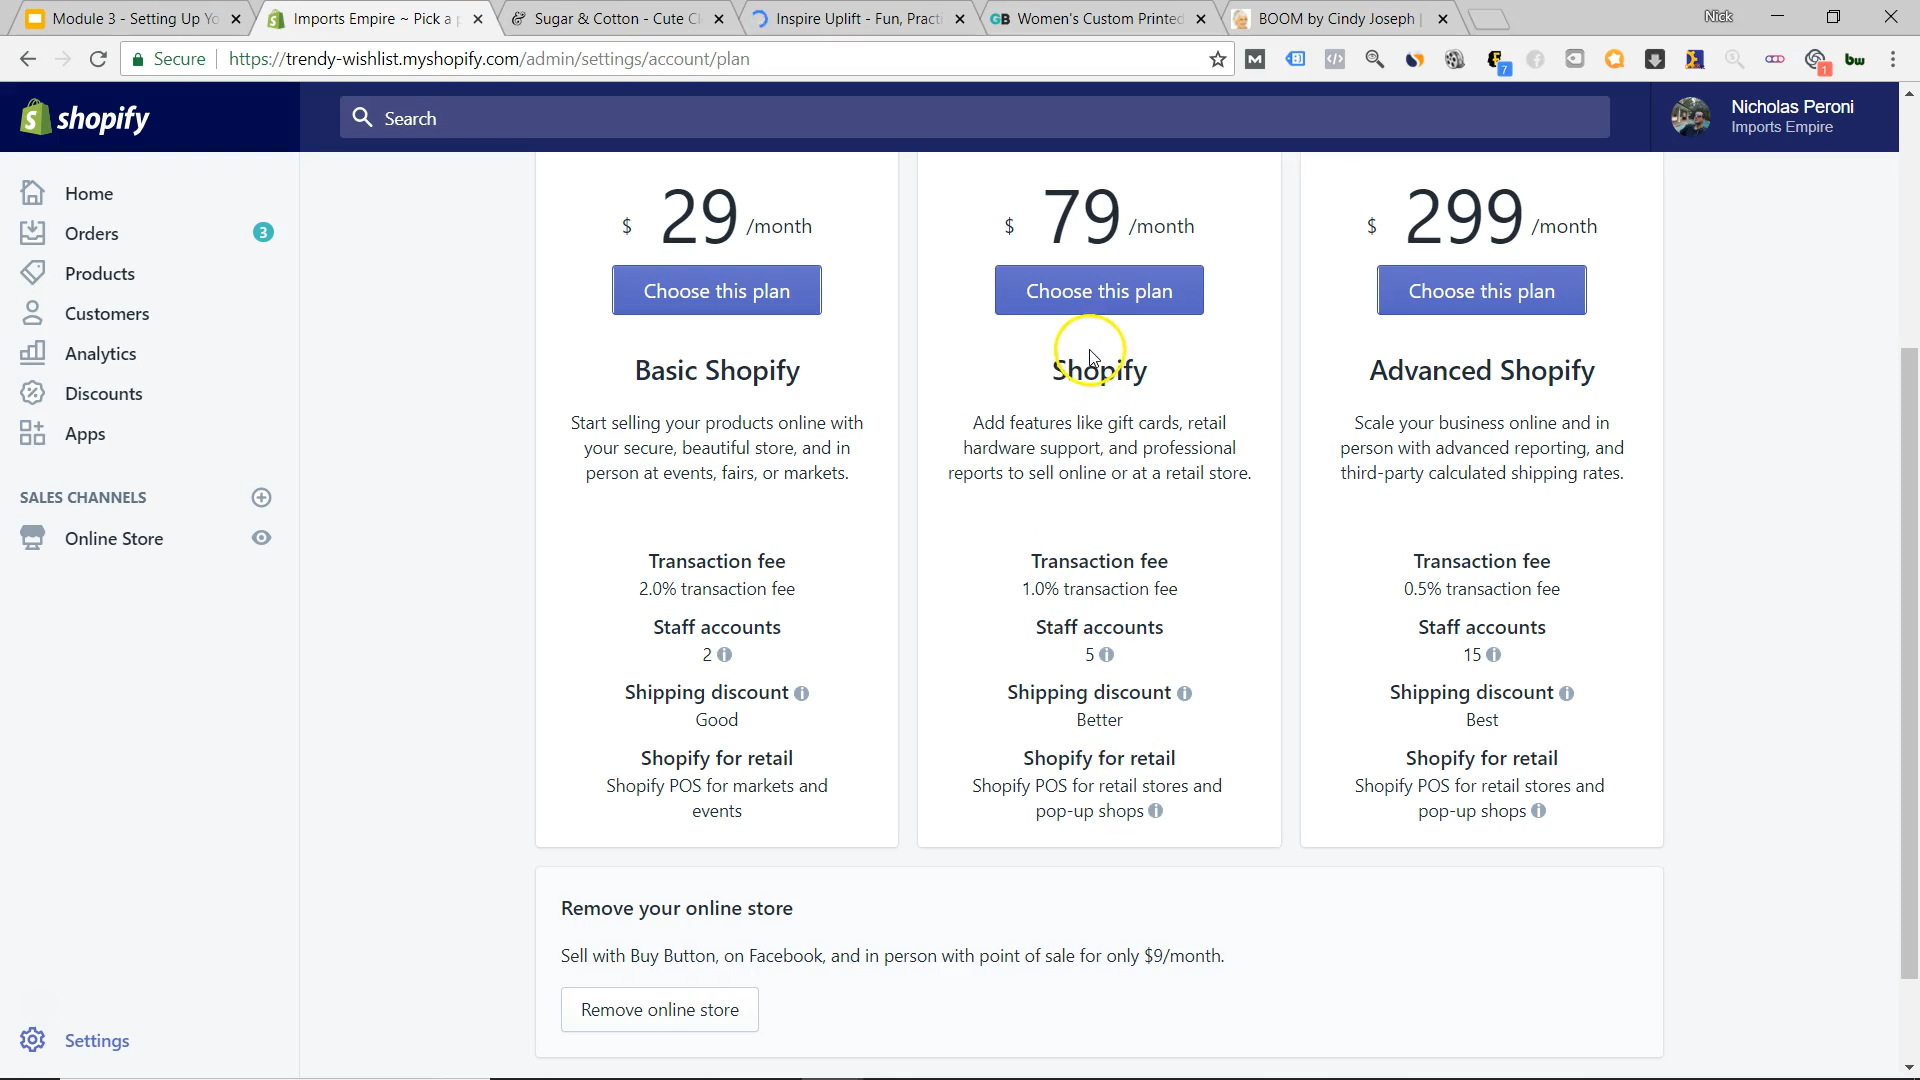 Module 3 - Setting Up Yo
Imports Empire ~ Pick a p
Sugar & Cotton - Cute Cl
Inspire Uplift - Fun, Practi
GB Women's Custom Printed
BOOM by Cindy Joseph |
Nick
Secure
https://trendy-wishlist.myshopify.com/admin/settings/account/plan
M
7
1
bw
shopify
Search
Nicholas Peroni
Imports Empire
Home
Orders
3
Products
Customers
Analytics
Discounts
Apps
SALES CHANNELS
Online Store
Settings
$ 29 /month
Choose this plan
Basic Shopify
Start selling your products online with
your secure, beautiful store, and in
person at events, fairs, or markets.
Transaction fee
2.0% transaction fee
Staff accounts
2
Shipping discount
Good
Shopify for retail
Shopify POS for markets and
events
$ 79 /month
Choose this plan
Shopify
Add features like gift cards, retail
hardware support, and professional
reports to sell online or at a retail store.
Transaction fee
1.0% transaction fee
Staff accounts
5
Shipping discount
Better
Shopify for retail
Shopify POS for retail stores and
pop-up shops
$ 299 /month
Choose this plan
Advanced Shopify
Scale your business online and in
person with advanced reporting, and
third-party calculated shipping rates.
Transaction fee
0.5% transaction fee
Staff accounts
15
Shipping discount
Best
Shopify for retail
Shopify POS for retail stores and
pop-up shops
Remove your online store
Sell with Buy Button, on Facebook, and in person with point of sale for only $9/month.
Remove online store